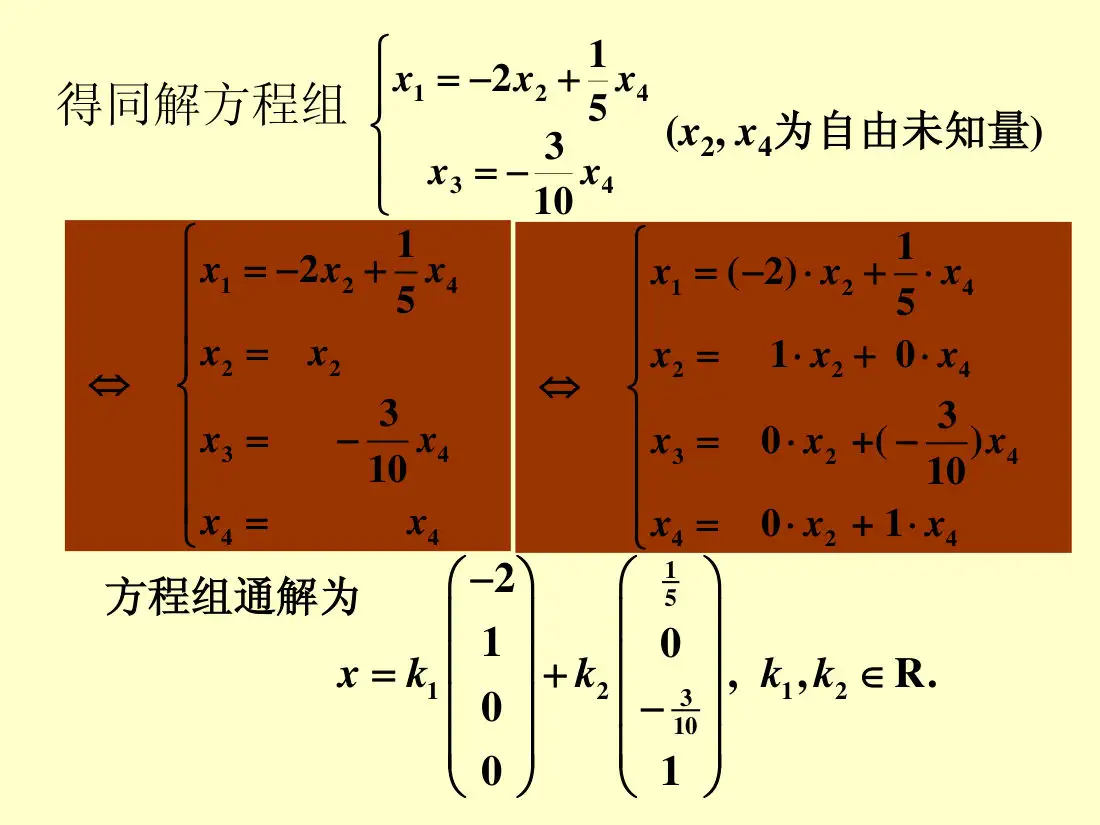 得同解方程组 { x₁ = −2x₂ + 1/5 x₄
x₃ = − 3/10 x₄
(x₂, x₄为自由未知量)
⇔ { x₁ = −2x₂ + 1/5 x₄
x₂ = x₂
x₃ = − 3/10 x₄
x₄ = x₄
⇔ { x₁ = (−2)·x₂ + 1/5 · x₄
x₂ = 1·x₂ + 0·x₄
x₃ = 0·x₂ +(− 3/10 )x₄
x₄ = 0·x₂ + 1·x₄
方程组通解为
x = k₁ (−2 1 0 0) + k₂ (1/5 0 −3/10 1), k₁,k₂ ∈ R.